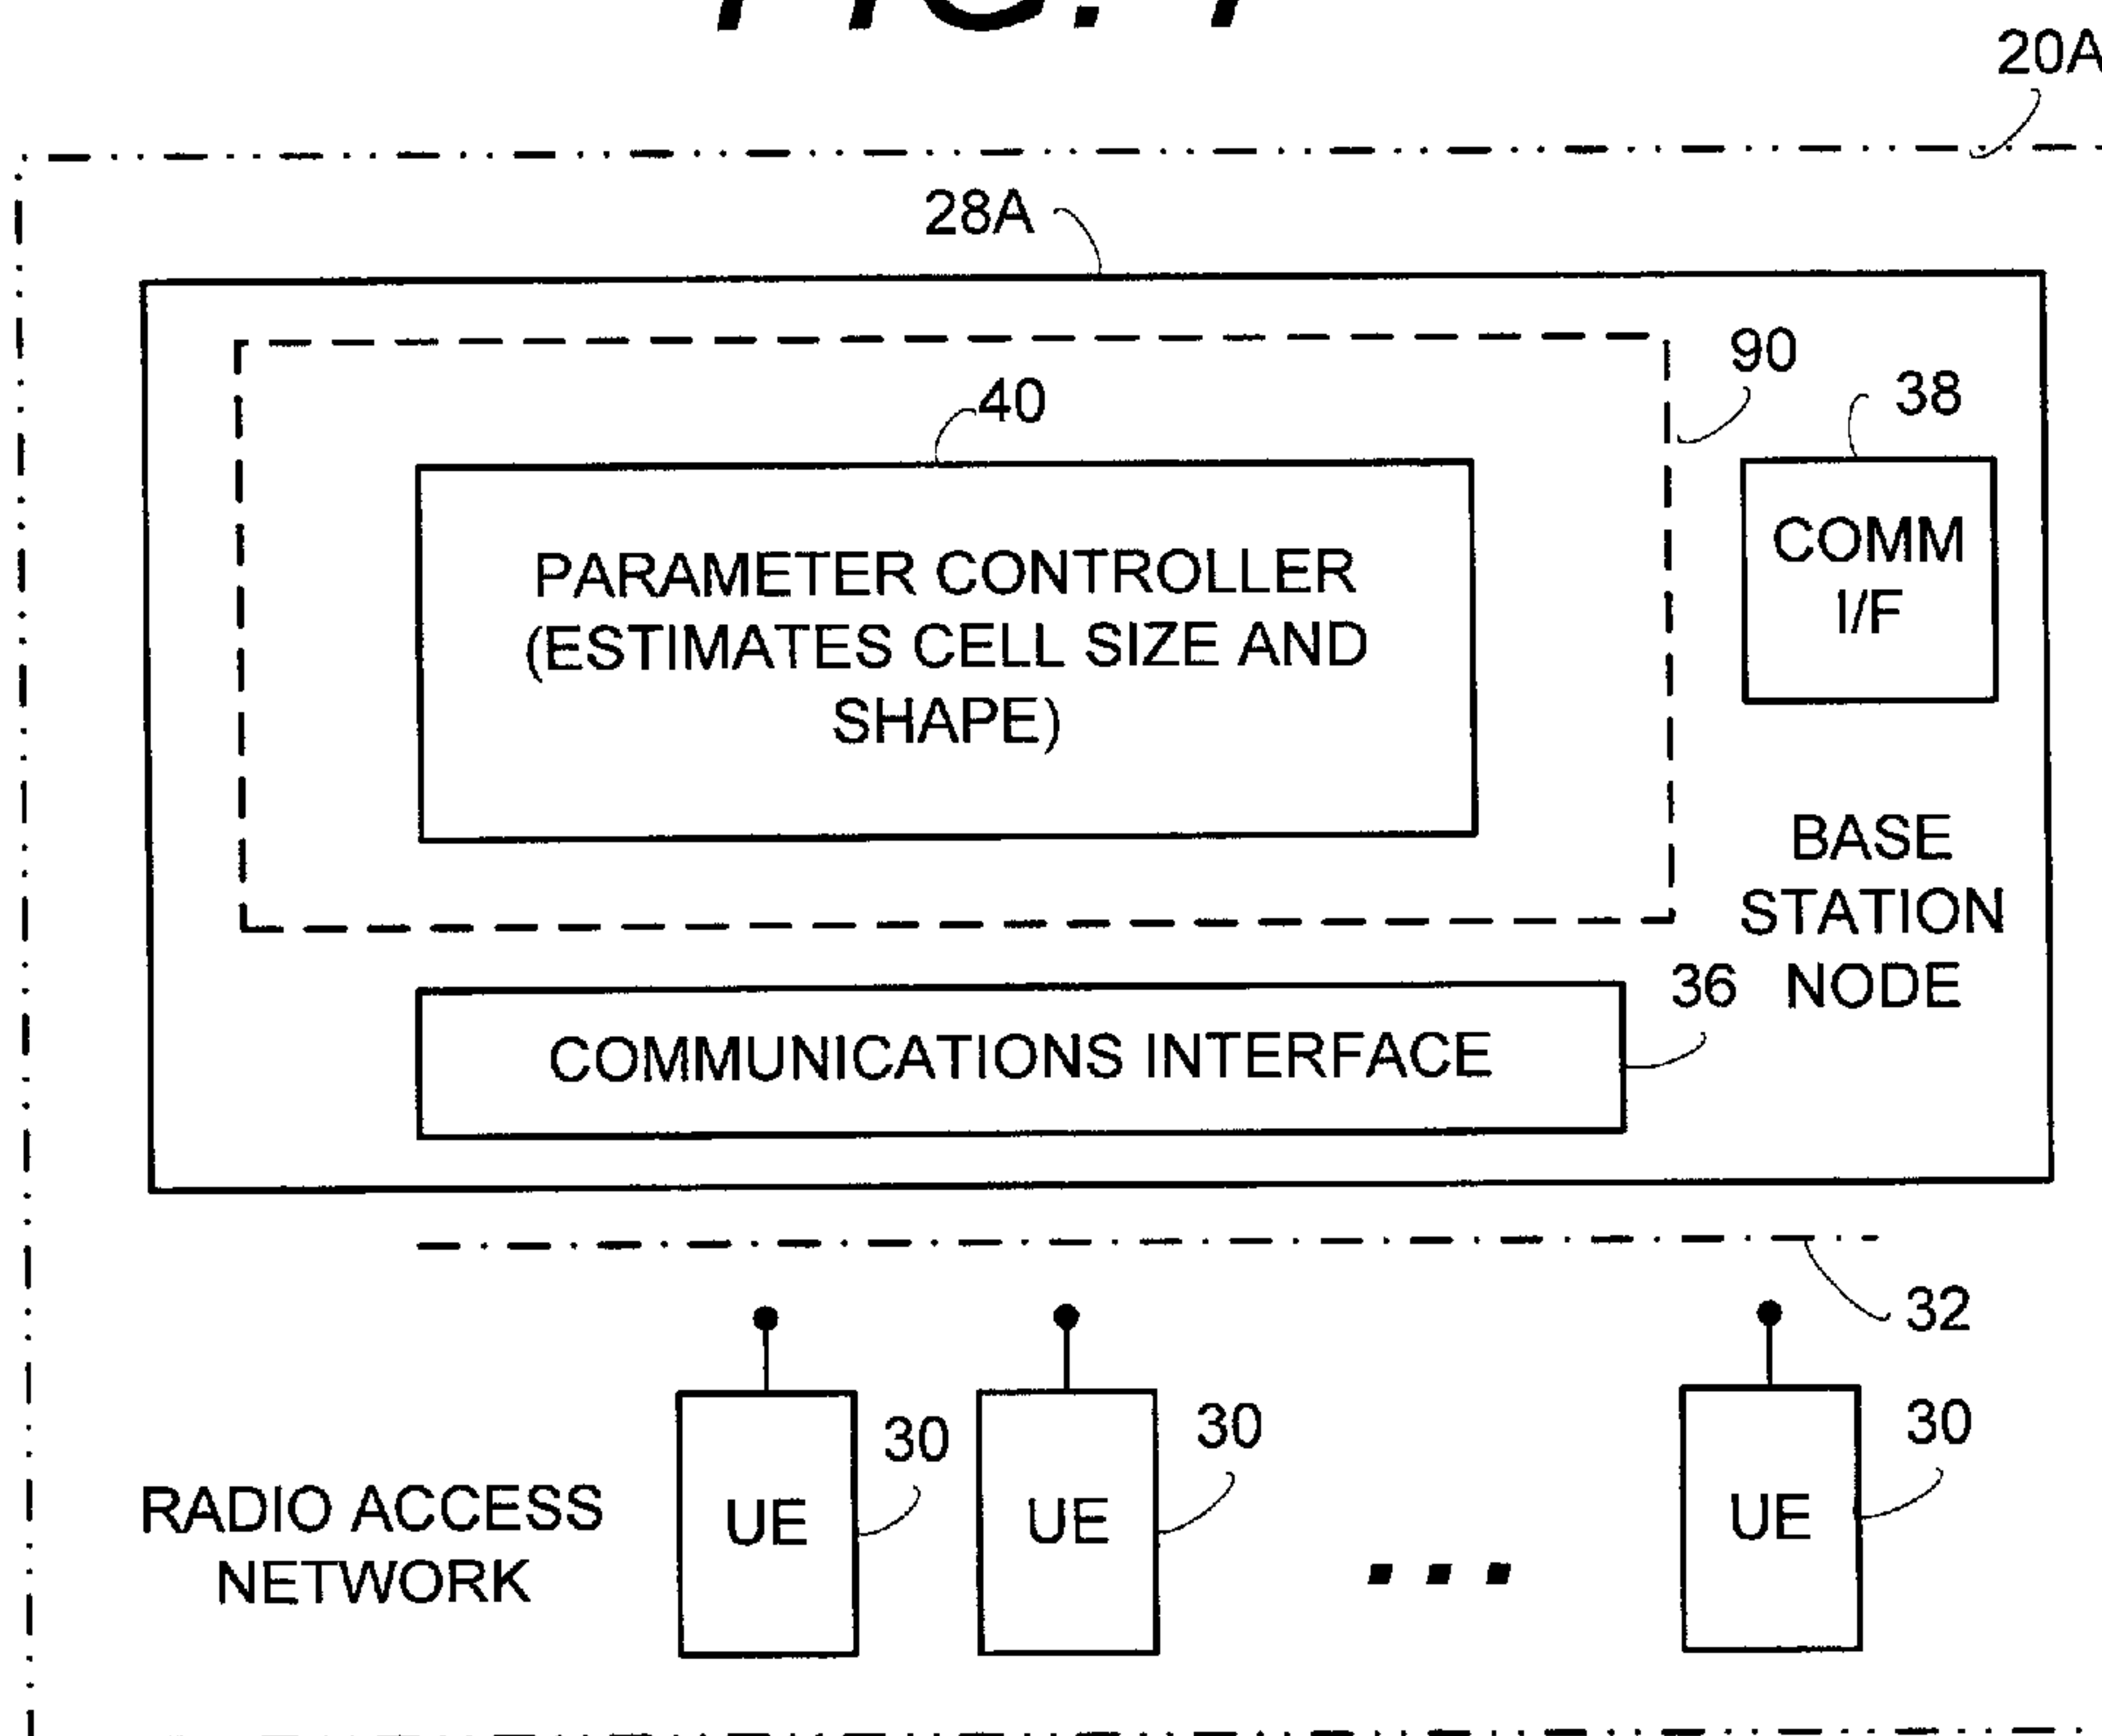 20A
28A
90
40
38
PARAMETER CONTROLLER
(ESTIMATES CELL SIZE AND
SHAPE)
COMM
I/F
BASE
STATION
NODE
36
COMMUNICATIONS INTERFACE
32
30
30
30
UE
UE
UE
RADIO ACCESS
NETWORK